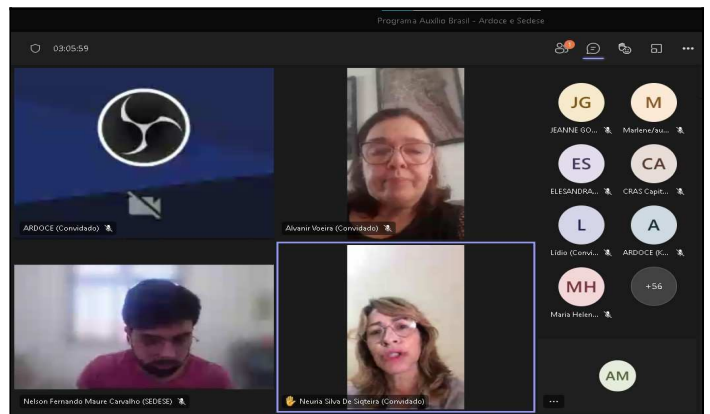 Programa Auxílio Brasil - Ardoce e Sedese
03:05:59
1
ARDOCE (Convidado)
Alvanir Voeira (Convidado)
Nelson Fernando Maure Carvalho (SEDESE)
Neuria Silva De Siqteira (Convidado)
JG
JEANNE GO...
M
Marlene/au...
ES
ELESANDRA...
CA
CRAS Capit...
L
Lídio (Convi...
A
ARDOCE (K...
MH
Maria Helen...
+56
AM